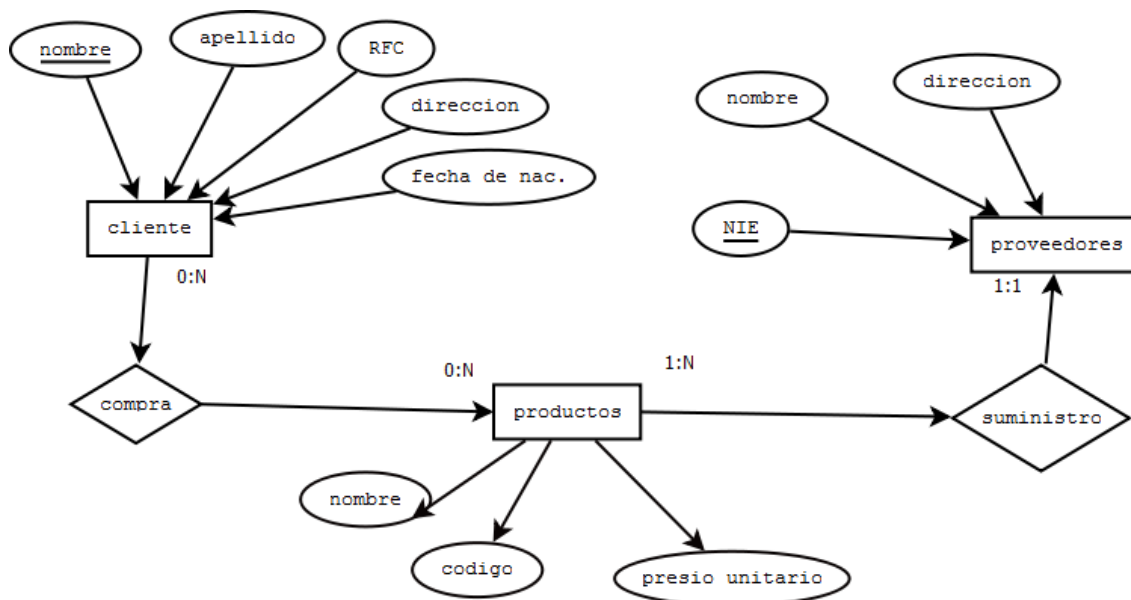 nombre
apellido
RFC
direccion
fecha de nac.
cliente
0:N
nombre
direccion
NIE
proveedores
1:1
compra
0:N
productos
1:N
suministro
nombre
codigo
presio unitario